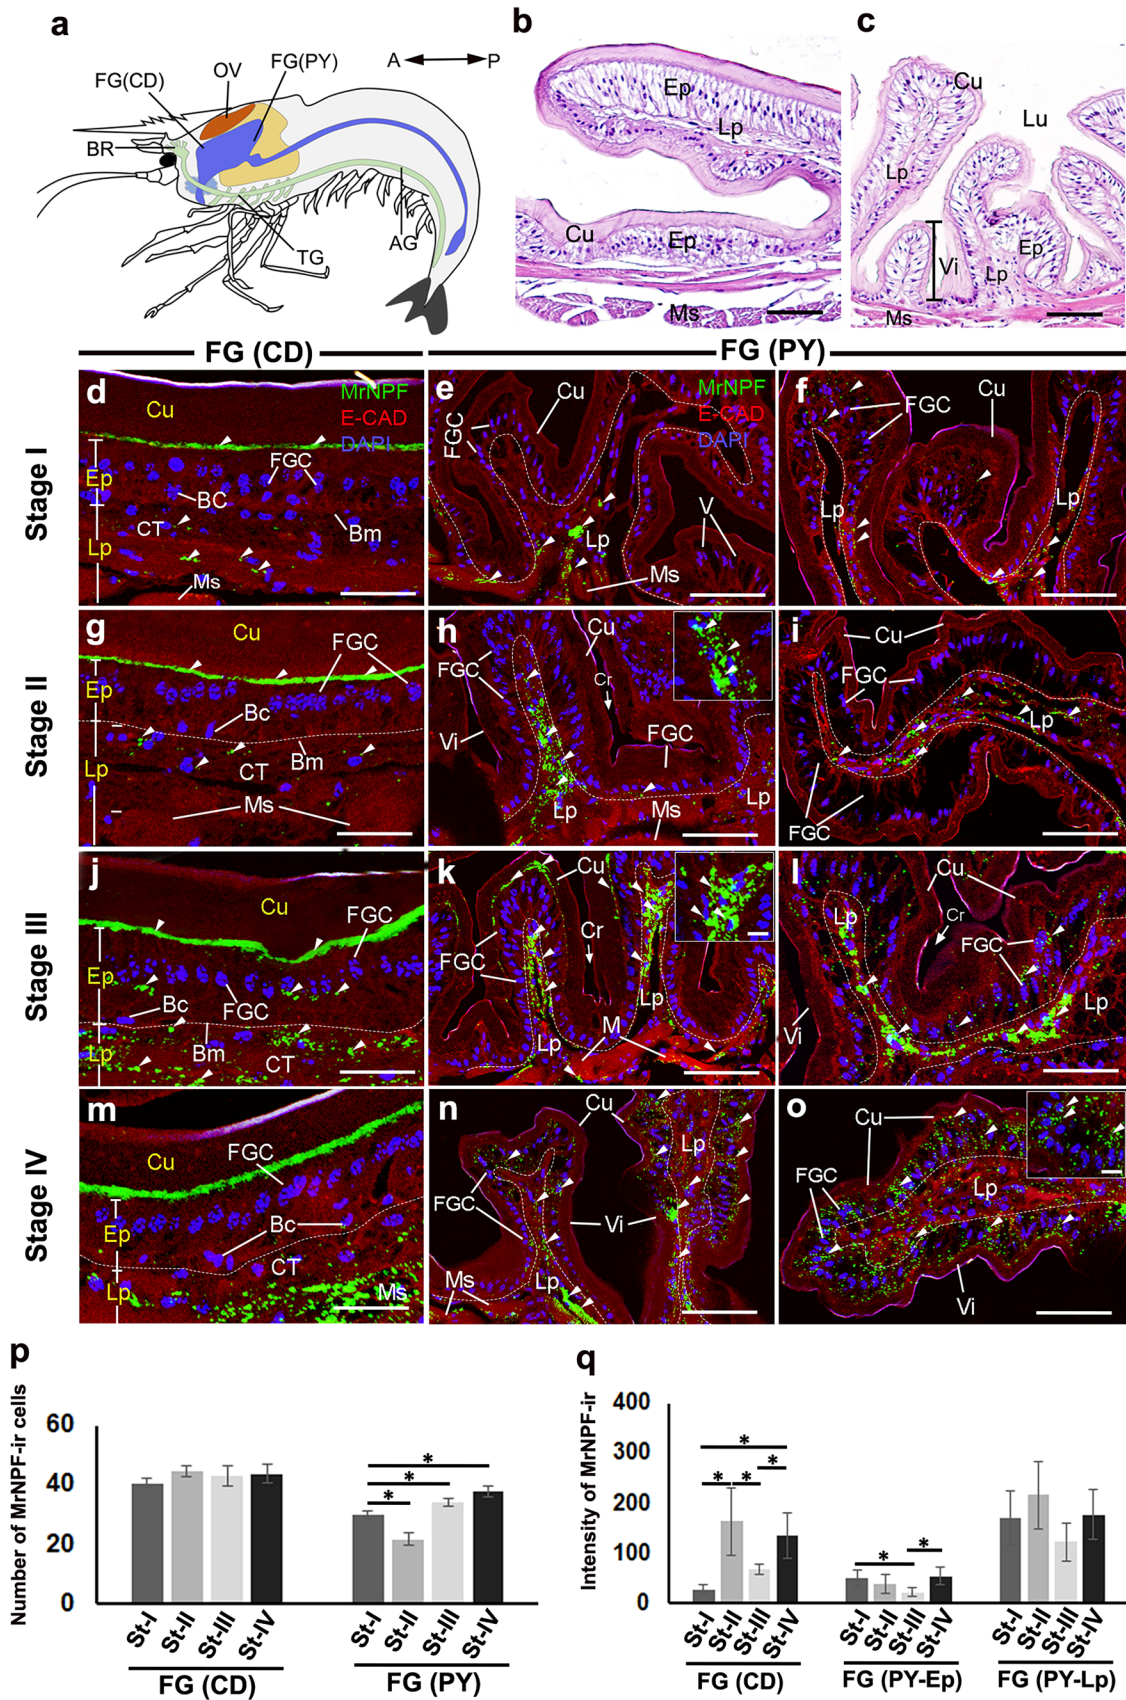 a
A P
FG(CD)
OV
FG(PY)
BR
TG
AG
b
Ep
Lp
Cu
Ep
Ms
c
Cu
Lu
Lp
Vi
Ep
Lp
Ms
FG (CD)
FG (PY)
Stage I
d
MrNPF
E-CAD
DAPI
Cu
Ep
FGC
BC
CT
Bm
Lp
Ms
e
MrNPF
E-CAD
DAPI
Cu
FGC
Lp
V
Ms
f
FGC
Cu
Lp
Lp
Stage II
g
Cu
FGC
Ep
Bc
Lp
CT
Bm
Ms
h
Cu
FGC
Cr
Vi
FGC
Lp
Ms
Lp
i
Cu
FGC
Lp
FGC
Stage III
j
Cu
FGC
Ep
Bc
FGC
Lp
Bm
CT
k
Cu
Cr
FGC
Lp
Lp
M
l
Cu
Lp
Cr
FGC
Lp
Vi
Stage IV
m
Cu
FGC
Ep
Bc
CT
Lp
Ms
n
Cu
Lp
FGC
Vi
Ms
Lp
o
Cu
FGC
Lp
Vi
p
Number of MrNPF-ir cells
60
40
20
0
* * *
St-I St-II St-III St-IV
St-I St-II St-III St-IV
FG (CD)
FG (PY)
q
Intensity of MrNPF-ir
400
300
200
100
0
* * * *
* *
St-I St-II St-III St-IV
St-I St-II St-III St-IV
St-I St-II St-III St-IV
FG (CD)
FG (PY-Ep)
FG (PY-Lp)